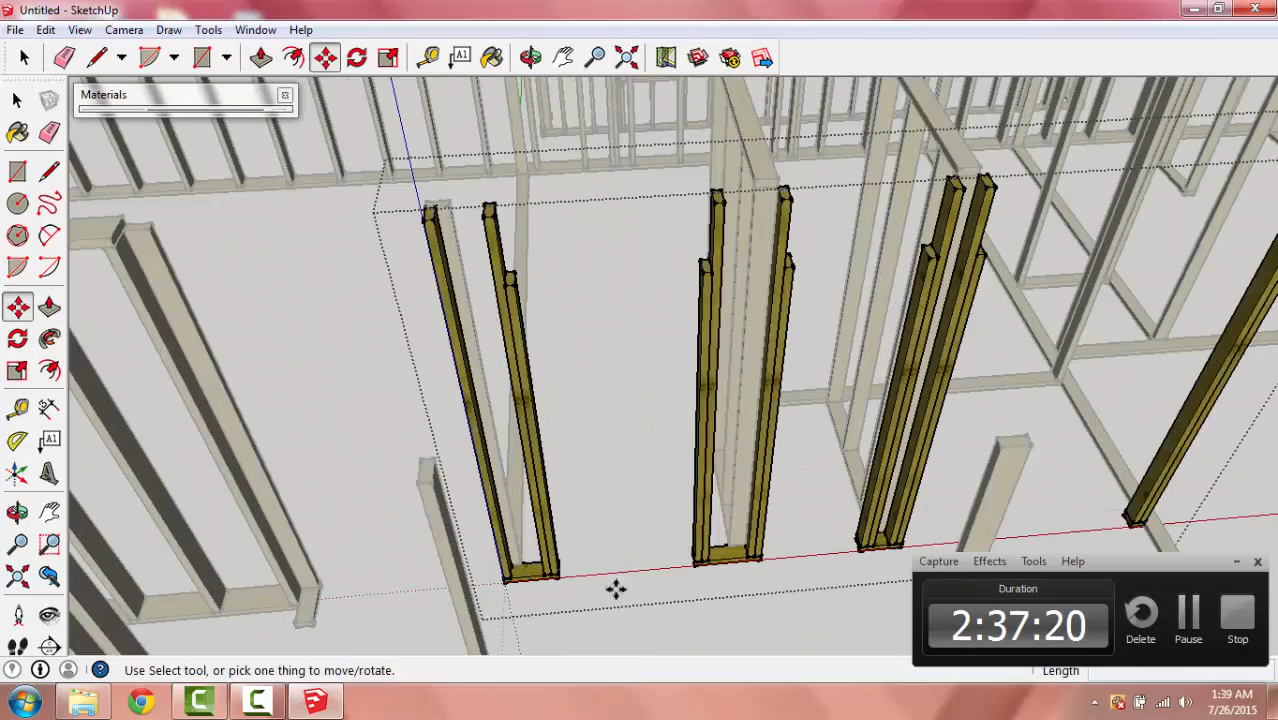 Untitled - SketchUp
File Edit View Camera Draw Tools Window Help
A1
Materials
A1
Capture Effects Tools Help
Duration
2:37:20
Delete Pause Stop
Use Select tool, or pick one thing to move/rotate.
Length
1:39 AM
7/26/2015